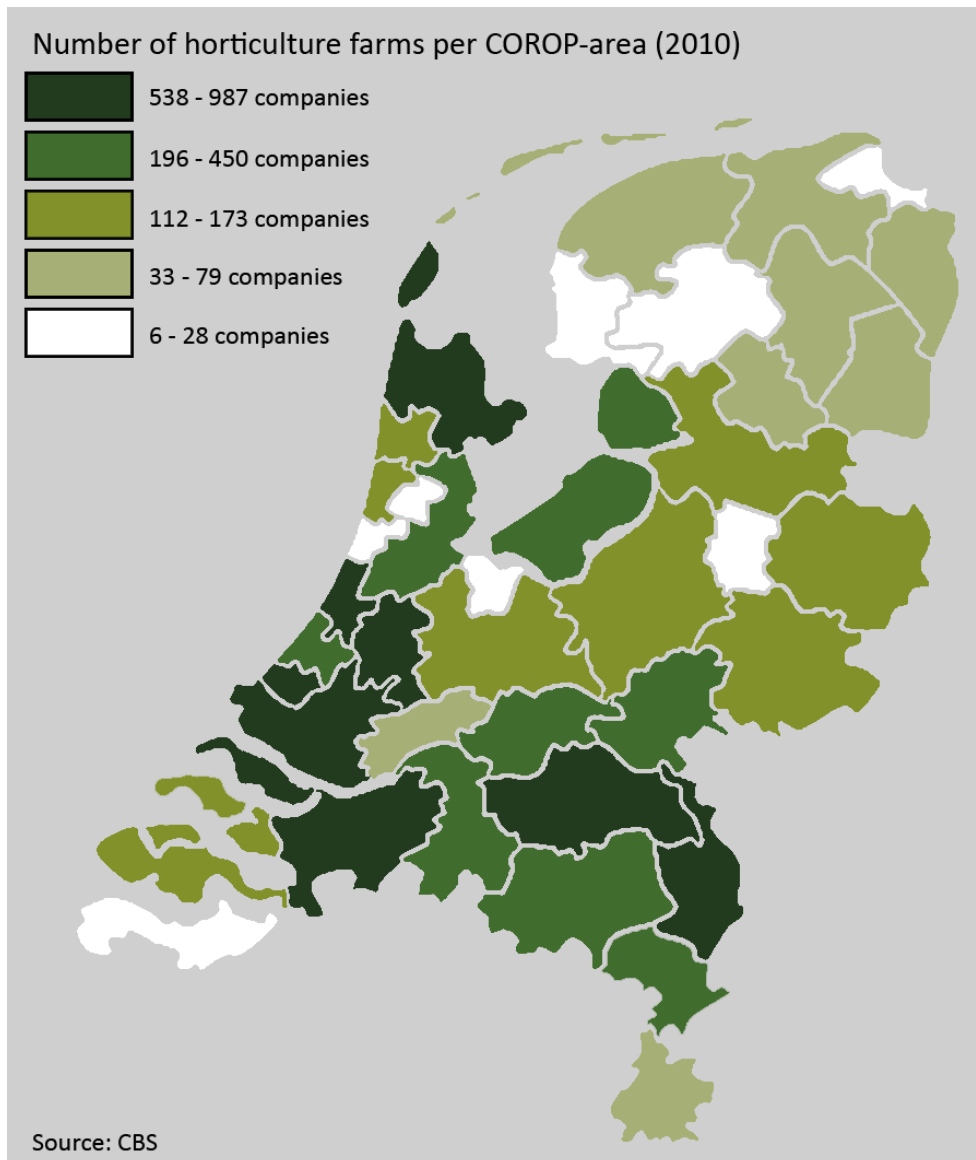 Number of horticulture farms per COROP-area (2010)
538 - 987 companies
196 - 450 companies
112 - 173 companies
33 - 79 companies
6 - 28 companies
Source: CBS